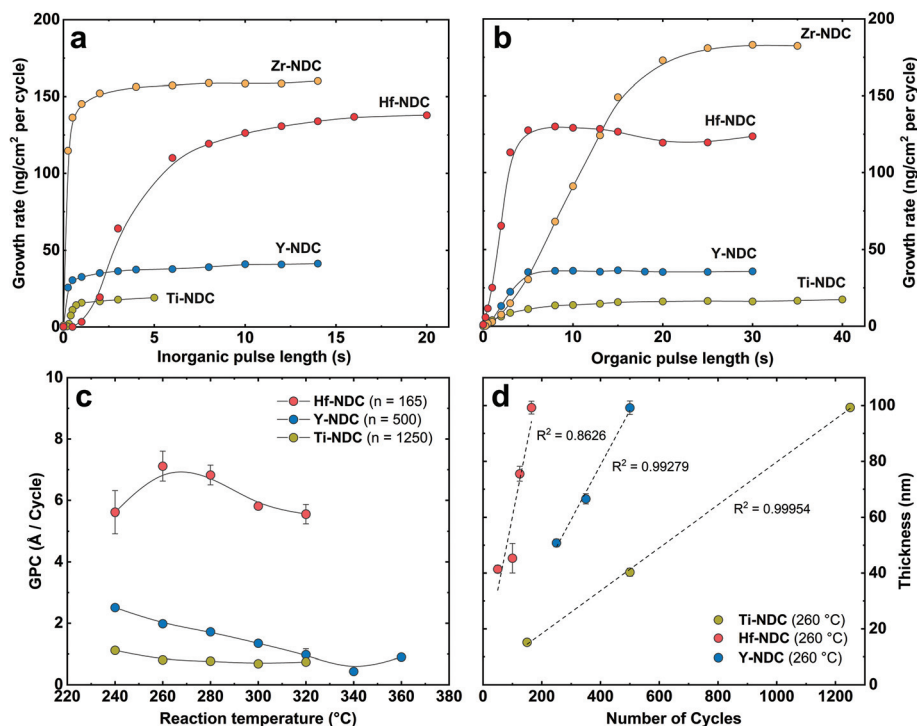 a
Zr-NDC
Hf-NDC
Y-NDC
Ti-NDC
Growth rate (ng/cm² per cycle)
200
150
100
50
0
0 5 10 15 20
Inorganic pulse length (s)
b
Zr-NDC
Hf-NDC
Y-NDC
Ti-NDC
Growth rate (ng/cm² per cycle)
200
150
100
50
0
Growth rate (ng/cm² per cycle)
0 10 20 30 40
Organic pulse length (s)
c
Hf-NDC (n = 165)
Y-NDC (n = 500)
Ti-NDC (n = 1250)
GPC (Å / Cycle)
10
8
6
4
2
0
220 240 260 280 300 320 340 360 380
Reaction temperature (°C)
d
R² = 0.8626
R² = 0.99279
R² = 0.99954
Ti-NDC (260 °C)
Hf-NDC (260 °C)
Y-NDC (260 °C)
100
80
60
40
20
0
Thickness (nm)
0 200 400 600 800 1000 1200
Number of Cycles